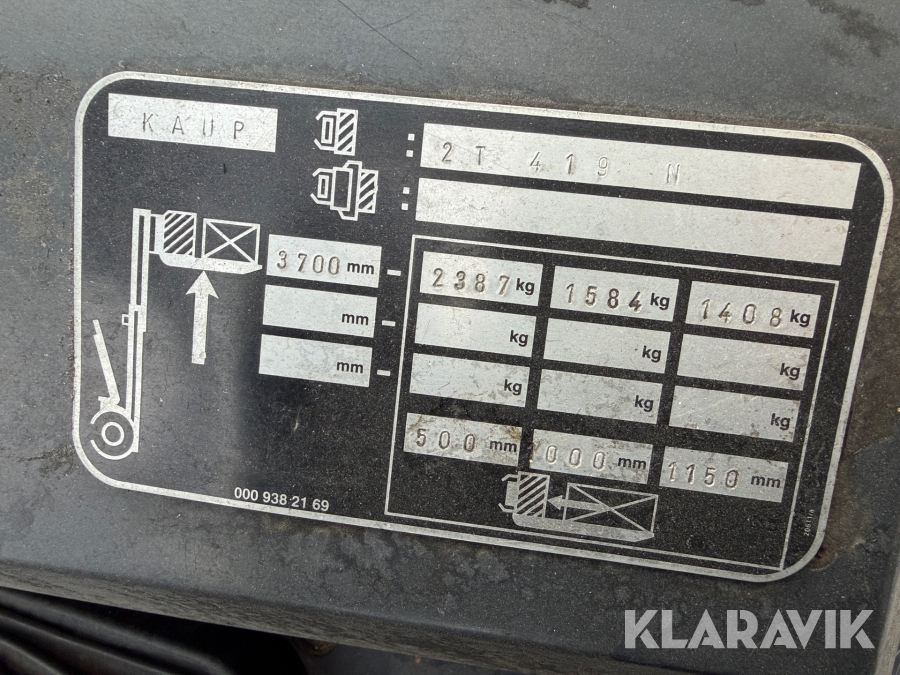 KAUP
: 2T 419 N
:
3700 mm - 2387 kg 1584 kg 1408 kg
mm - kg kg kg
mm - kg kg kg
500 mm 000 mm 1150 mm
000 938 21 69
KLARAVIK